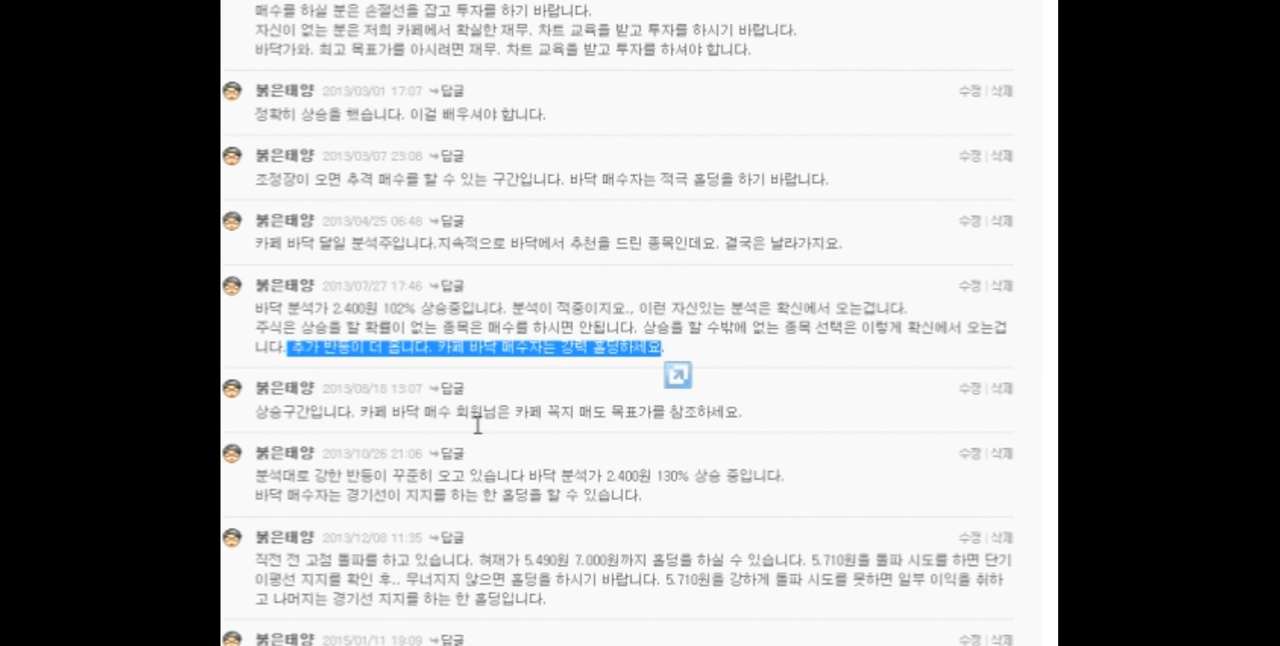 매수를 하실 분은 손절선을 잡고 투자를 하기 바랍니다.
자신이 없는 분은 저희 카페에서 확실한 재무. 차트 교육을 받고 투자를 하시기 바랍니다.
바닥가와. 최고 목표가를 아시려면 재무. 차트 교육을 받고 투자를 하셔야 합니다.
붉은태양 2013/03/01 17:07 답글 수정 | 삭제
정확히 상승을 했습니다. 이걸 배우셔야 합니다.
붉은태양 2013/03/07 23:08 답글 수정 | 삭제
조정장이 오면 추격 매수를 할 수 있는 구간입니다. 바닥 매수자는 적극 홀딩을 하기 바랍니다.
붉은태양 2013/04/25 06:48 답글 수정 | 삭제
카페 바닥 달일 분석주입니다.지속적으로 바닥에서 추천을 드린 종목인데요. 결국은 날라가지요.
붉은태양 2013/07/27 17:46 답글 수정 | 삭제
바닥 분석가 2.400원 102% 상승중입니다. 분석이 적중이지요., 이런 자신있는 분석은 확신에서 오는겁니다.
주식은 상승을 할 확률이 없는 종목은 매수를 하시면 안됩니다. 상승을 할 수밖에 없는 종목 선택은 이렇게 확신에서 오는겁
니다. 추가 반등이 더 옵니다. 카페 바닥 매수자는 강력 홀딩하세요.
붉은태양 2013/08/18 13:07 답글 수정 | 삭제
상승구간입니다. 카페 바닥 매수 회원님은 카페 꼭지 매도 목표가를 참조하세요.
붉은태양 2013/10/26 21:06 답글 수정 | 삭제
분석대로 강한 반등이 꾸준히 오고 있습니다 바닥 분석가 2.400원 130% 상승 중입니다.
바닥 매수자는 경기선이 지지를 하는 한 홀딩을 할 수 있습니다.
붉은태양 2013/12/08 11:35 답글 수정 | 삭제
직전 전 고점 돌파를 하고 있습니다. 현재가 5.490원 7.000원까지 홀딩을 하실 수 있습니다. 5.710원을 돌파 시도를 하면 단기
이평선 지지를 확인 후.. 무너지지 않으면 홀딩을 하시기 바랍니다. 5.710원을 강하게 돌파 시도를 못하면 일부 이익을 취하
고 나머지는 경기선 지지를 하는 한 홀딩입니다.
붉은태양 2015/01/11 19:09 답글 수정 | 삭제